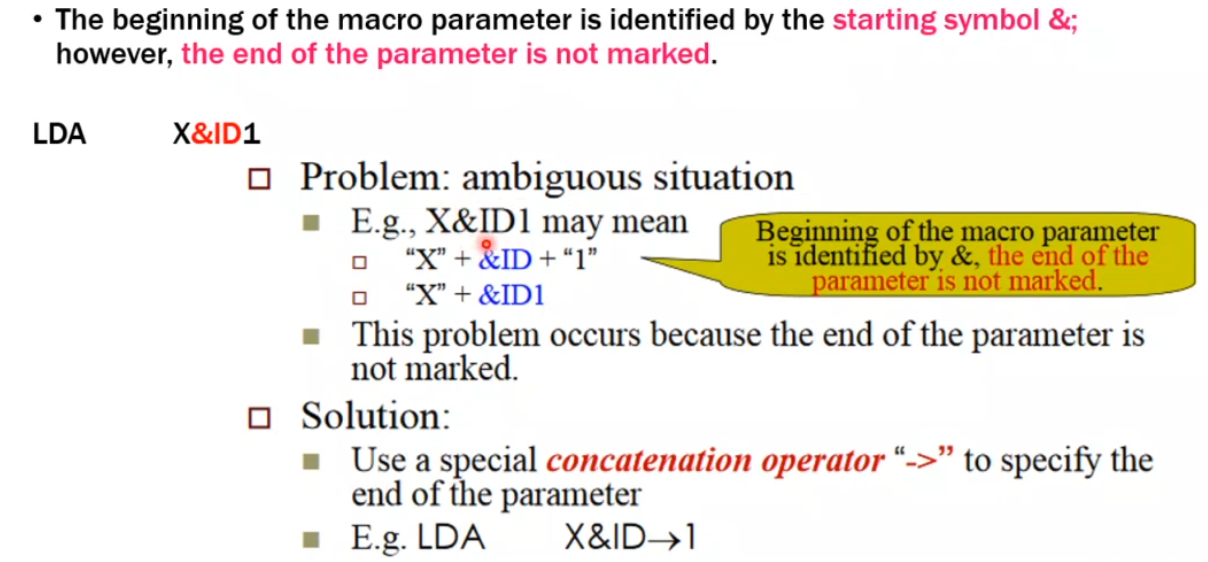 • The beginning of the macro parameter is identified by the starting symbol &;
however, the end of the parameter is not marked.
LDA X&ID1
Problem: ambiguous situation
E.g., X&ID1 may mean
“X” + &ID + “1”
“X” + &ID1
Beginning of the macro parameter
is identified by &, the end of the
parameter is not marked.
This problem occurs because the end of the parameter is
not marked.
Solution:
Use a special concatenation operator “->” to specify the
end of the parameter
E.g. LDA X&ID→1